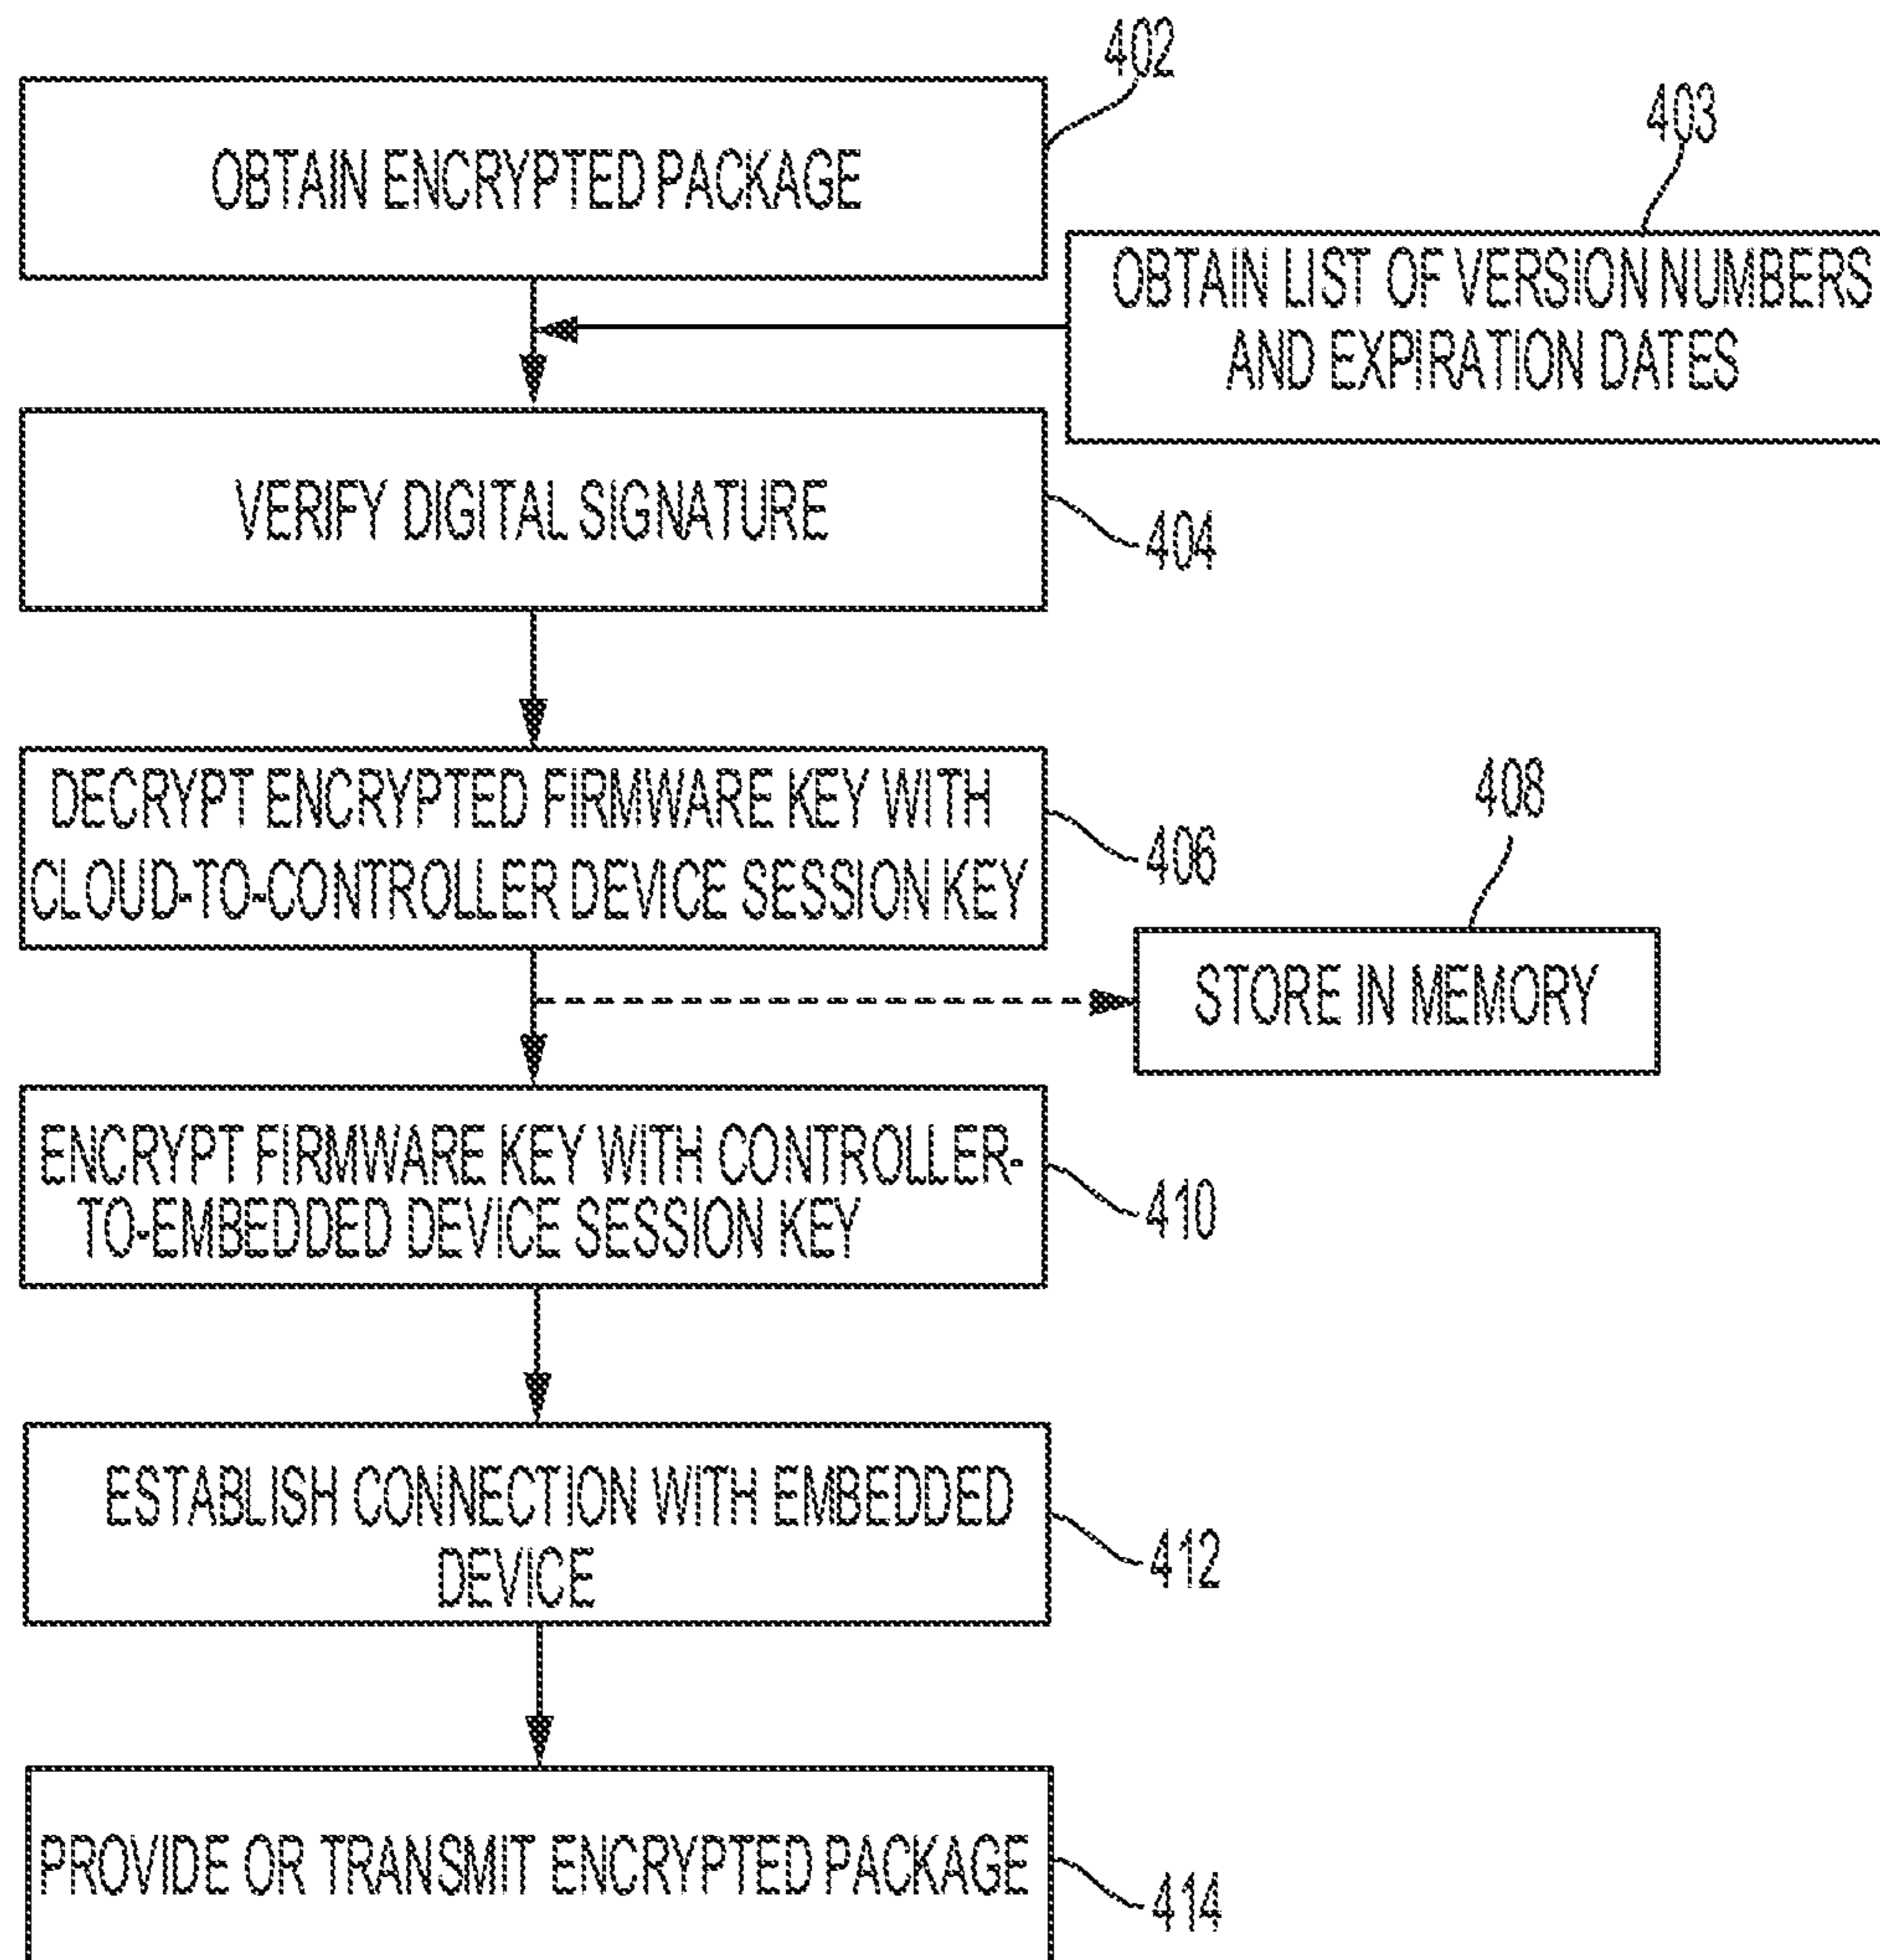 402
OBTAIN ENCRYPTED PACKAGE
403
OBTAIN LIST OF VERSION NUMBERS
AND EXPIRATION DATES
VERIFY DIGITAL SIGNATURE
404
DECRYPT ENCRYPTED FIRMWARE KEY WITH
CLOUD-TO-CONTROLLER DEVICE SESSION KEY
406
408
STORE IN MEMORY
ENCRYPT FIRMWARE KEY WITH CONTROLLER-
TO-EMBEDDED DEVICE SESSION KEY
410
ESTABLISH CONNECTION WITH EMBEDDED
DEVICE
412
PROVIDE OR TRANSMIT ENCRYPTED PACKAGE
414